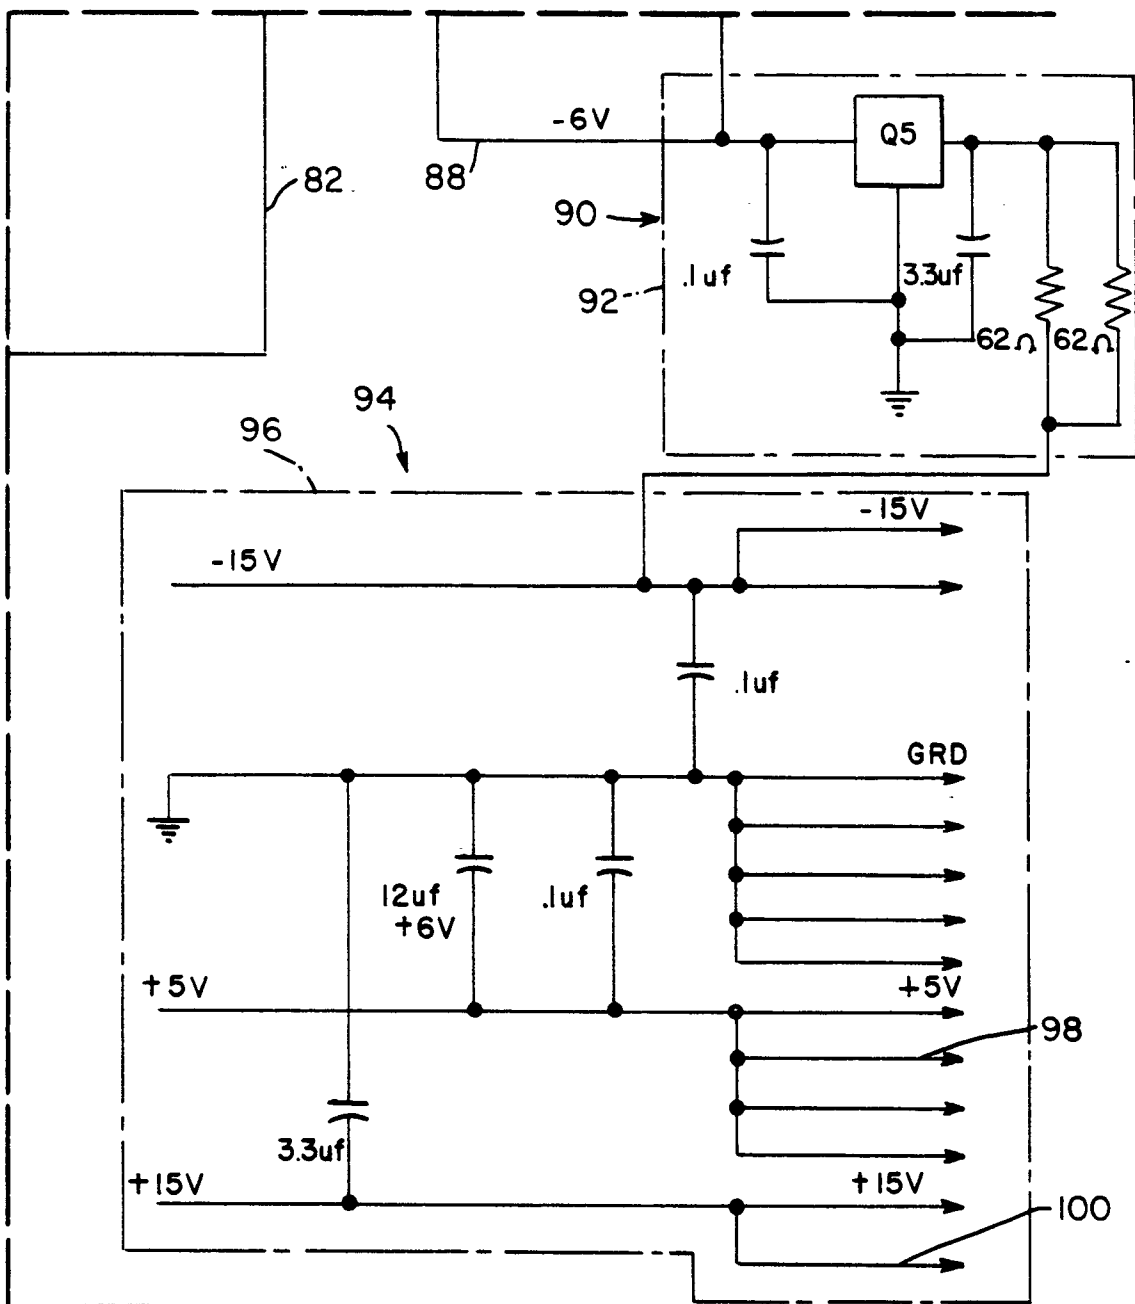 -6V
Q5
88
82
90
.1uf
3.3uf
92
62Ω
62Ω
94
96
-15V
-15V
.1uf
GRD
12uf
+6V
.1uf
+5V
+5V
98
3.3uf
+15V
+15V
100